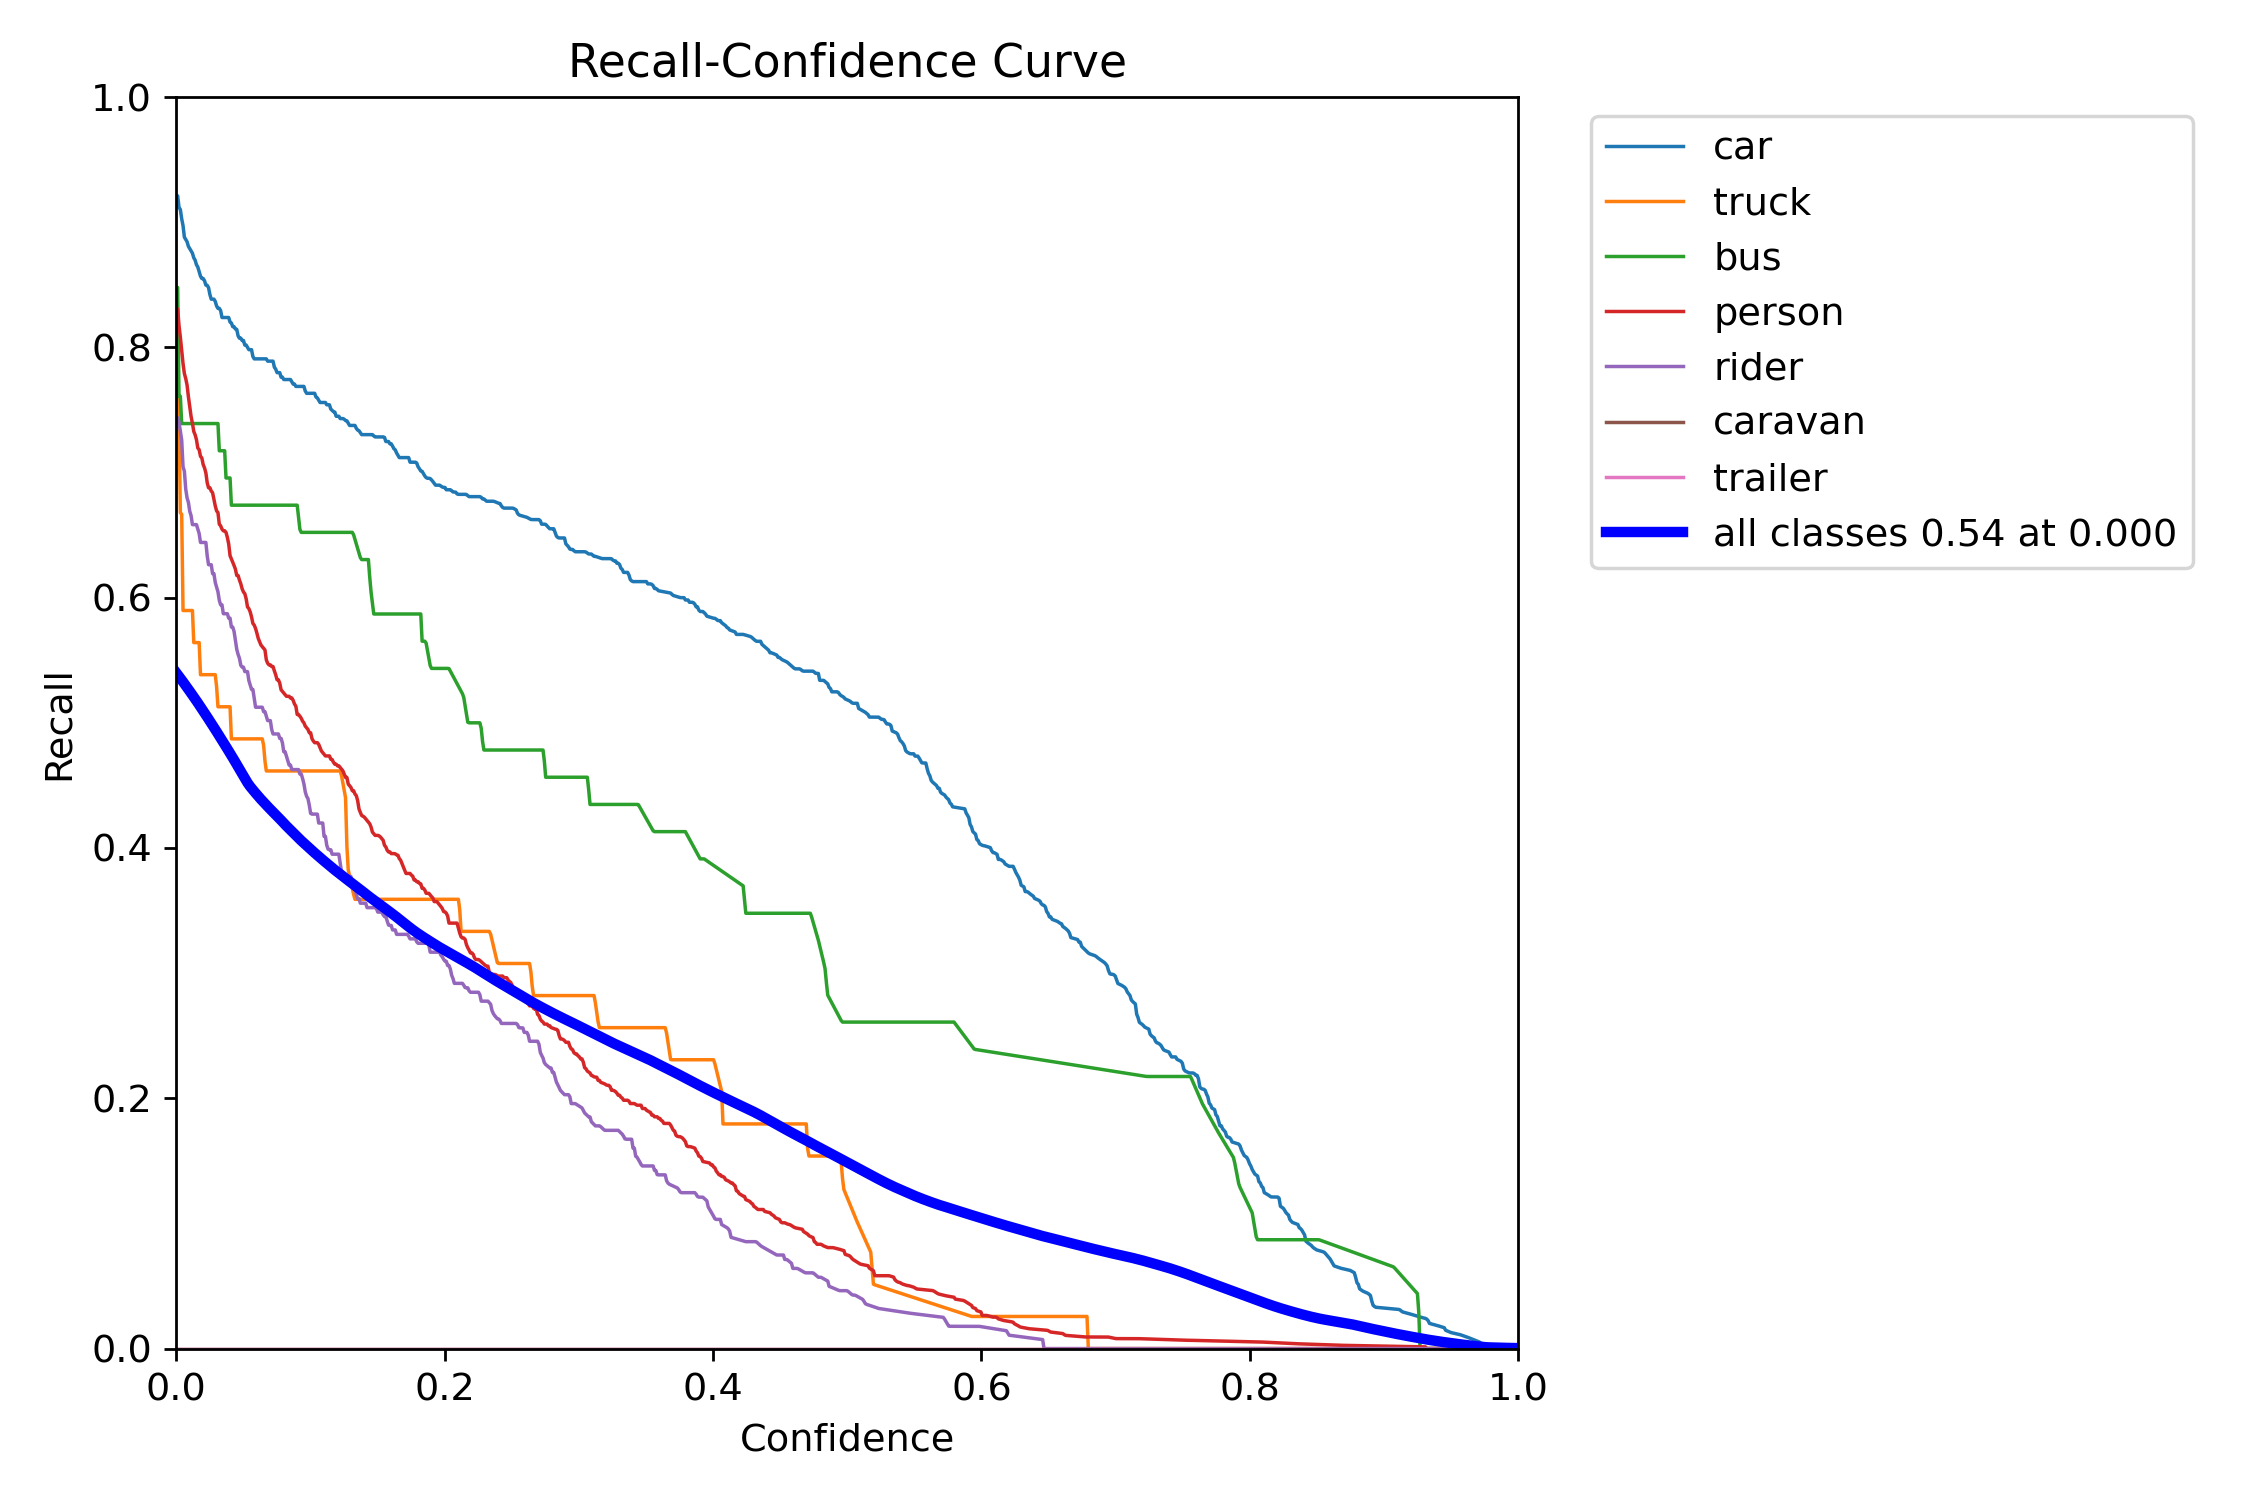 Recall-Confidence Curve
1.0
0.8
0.6
0.4
0.2
0.0
Recall
0.0 0.2 0.4 0.6 0.8 1.0
Confidence
car
truck
bus
person
rider
caravan
trailer
all classes 0.54 at 0.000